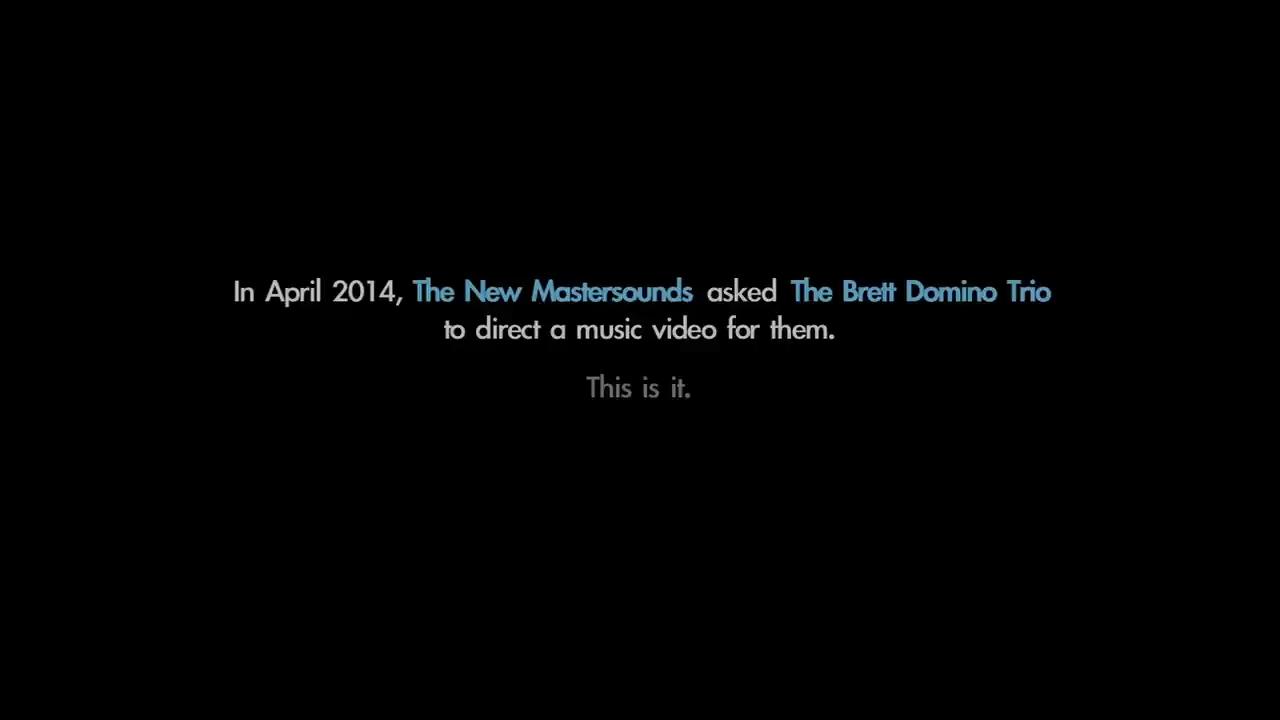 In April 2014, The New Mastersounds asked The Brett Domino Trio
to direct a music video for them.
This is it.